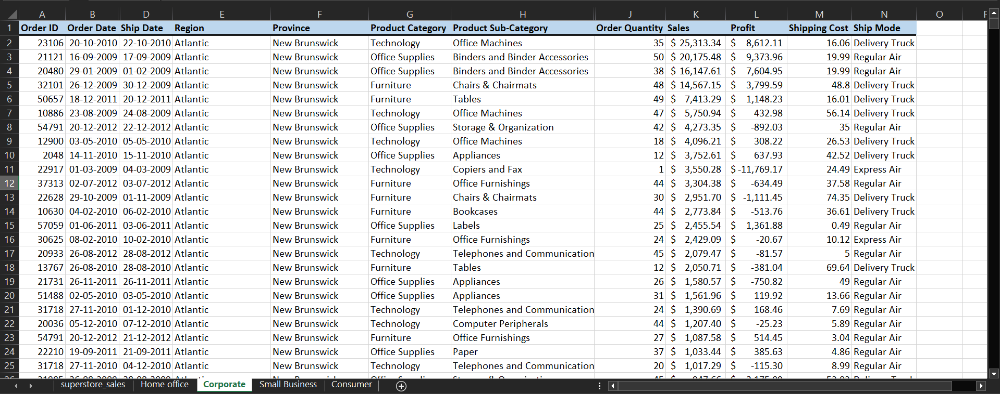 A B D E F G H J K L M N O
1 Order ID Order Date Ship Date Region Province Product Category Product Sub-Category Order Quantity Sales Profit Shipping Cost Ship Mode
2 23106 20-10-2010 22-10-2010 Atlantic New Brunswick Technology Office Machines 35 $ 25,313.34 $ 8,612.11 16.06 Delivery Truck
3 21121 16-09-2009 17-09-2009 Atlantic New Brunswick Office Supplies Binders and Binder Accessories 50 $ 20,175.48 $ 9,373.96 19.99 Regular Air
4 20480 29-01-2009 01-02-2009 Atlantic New Brunswick Office Supplies Binders and Binder Accessories 38 $ 16,147.61 $ 7,604.95 19.99 Regular Air
5 32101 26-12-2009 30-12-2009 Atlantic New Brunswick Furniture Chairs & Chairmats 48 $ 14,567.15 $ 3,799.59 48.8 Delivery Truck
6 50657 18-12-2011 20-12-2011 Atlantic New Brunswick Furniture Tables 49 $ 7,413.29 $ 1,148.23 16.01 Delivery Truck
7 10886 23-08-2009 24-08-2009 Atlantic New Brunswick Technology Office Machines 47 $ 5,750.94 $ 432.98 56.14 Delivery Truck
8 54791 20-12-2012 22-12-2012 Atlantic New Brunswick Office Supplies Storage & Organization 42 $ 4,273.35 $ -892.03 35 Regular Air
9 12900 03-05-2010 05-05-2010 Atlantic New Brunswick Technology Office Machines 18 $ 4,096.21 $ 308.22 26.53 Delivery Truck
10 2048 14-11-2010 15-11-2010 Atlantic New Brunswick Office Supplies Appliances 12 $ 3,752.61 $ 637.93 42.52 Delivery Truck
11 22917 01-03-2009 04-03-2009 Atlantic New Brunswick Technology Copiers and Fax 1 $ 3,550.28 $ -11,769.17 24.49 Express Air
12 37313 02-07-2012 03-07-2012 Atlantic New Brunswick Furniture Office Furnishings 44 $ 3,304.38 $ -634.49 37.58 Regular Air
13 22628 29-10-2009 01-11-2009 Atlantic New Brunswick Furniture Chairs & Chairmats 30 $ 2,951.70 $ -1,111.45 74.35 Delivery Truck
14 10630 04-02-2010 06-02-2010 Atlantic New Brunswick Furniture Bookcases 44 $ 2,773.84 $ -513.76 36.61 Delivery Truck
15 57059 01-06-2011 03-06-2011 Atlantic New Brunswick Office Supplies Labels 25 $ 2,455.54 $ 1,361.88 0.49 Regular Air
16 30625 08-02-2010 10-02-2010 Atlantic New Brunswick Furniture Office Furnishings 24 $ 2,429.09 $ -20.67 10.12 Express Air
17 20933 26-08-2012 28-08-2012 Atlantic New Brunswick Technology Telephones and Communication 45 $ 2,079.47 $ -81.57 5 Regular Air
18 13767 26-08-2010 28-08-2010 Atlantic New Brunswick Furniture Tables 12 $ 2,050.71 $ -381.04 69.64 Delivery Truck
19 21731 26-11-2011 26-11-2011 Atlantic New Brunswick Office Supplies Appliances 26 $ 1,580.57 $ -750.82 49 Regular Air
20 51488 02-05-2010 03-05-2010 Atlantic New Brunswick Office Supplies Appliances 31 $ 1,561.96 $ 119.92 13.66 Regular Air
21 31718 27-11-2010 01-12-2010 Atlantic New Brunswick Technology Telephones and Communication 24 $ 1,390.69 $ 168.46 7.69 Regular Air
22 20036 05-12-2010 07-12-2010 Atlantic New Brunswick Technology Computer Peripherals 44 $ 1,207.40 $ -25.23 5.89 Regular Air
23 54791 20-12-2012 21-12-2012 Atlantic New Brunswick Furniture Office Furnishings 27 $ 1,087.58 $ 514.45 3.04 Regular Air
24 22210 19-09-2011 21-09-2011 Atlantic New Brunswick Office Supplies Paper 37 $ 1,033.44 $ 385.63 4.86 Regular Air
25 31718 27-11-2010 04-12-2010 Atlantic New Brunswick Technology Telephones and Communication 20 $ 1,017.29 $ -115.30 8.99 Regular Air
superstore_sales Home office Corporate Small Business Consumer